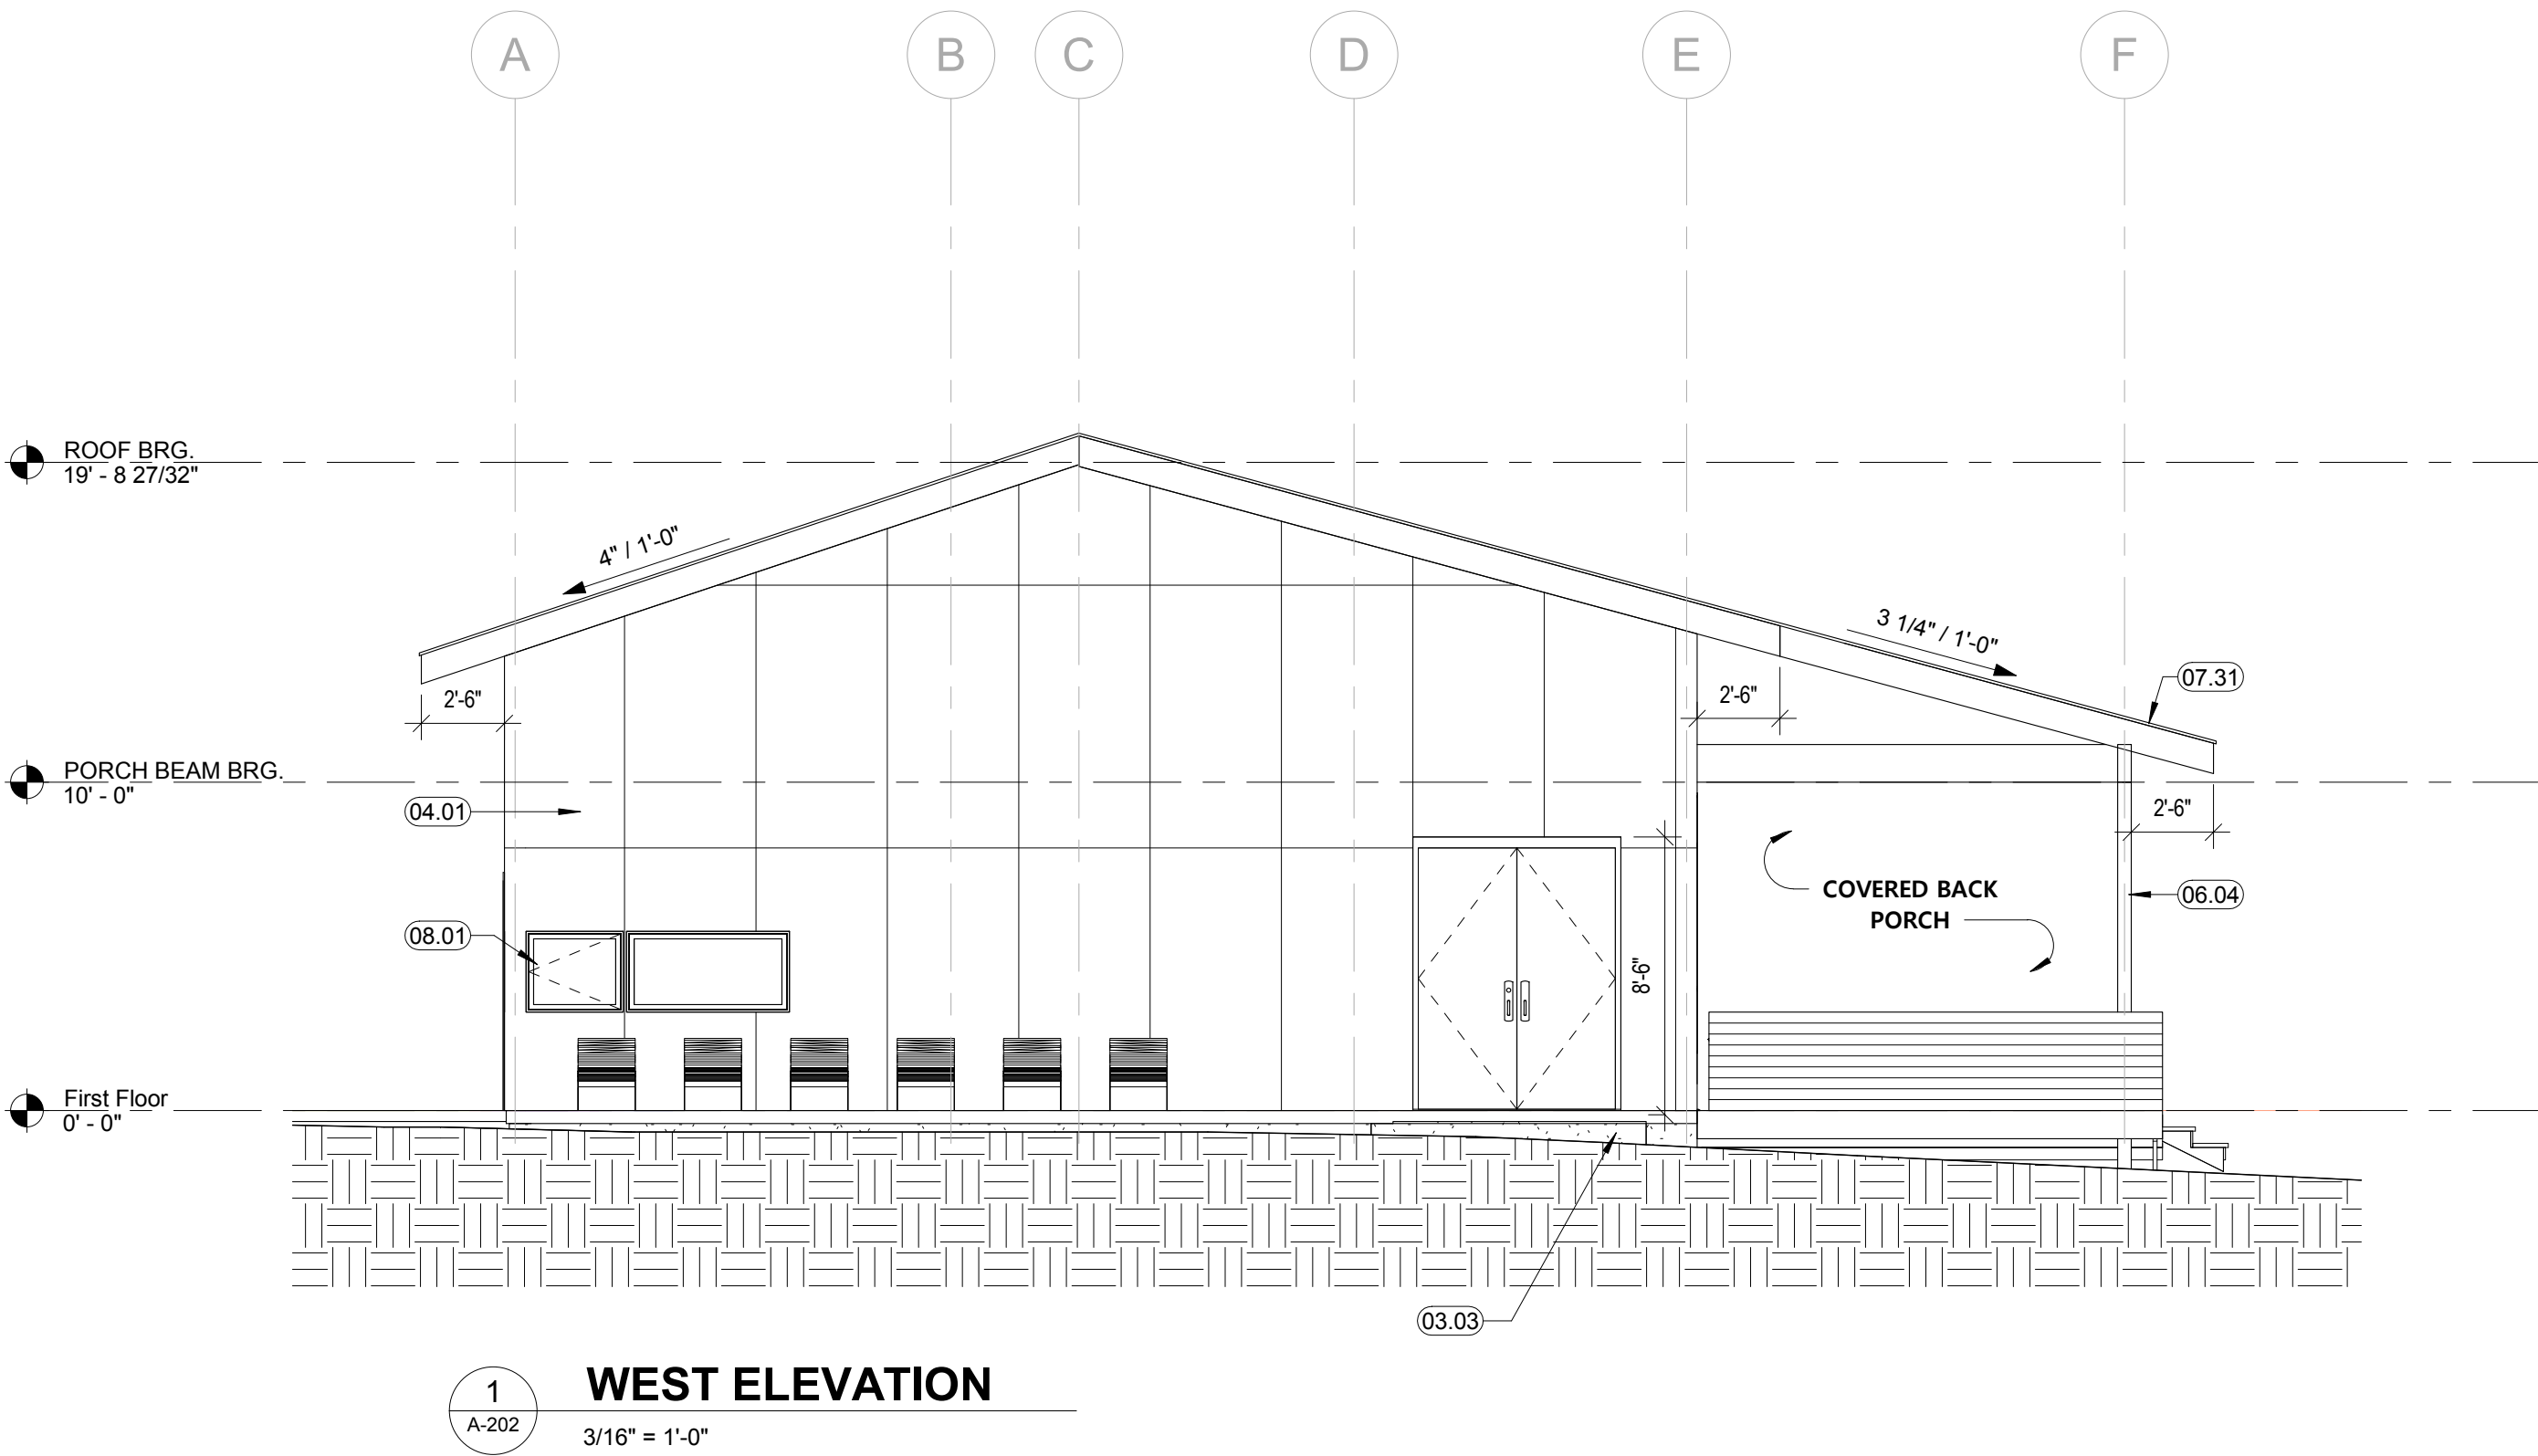 A B C D E F
ROOF BRG.
19' - 8 27/32"
4" / 1'-0"
3 1/4" / 1'-0"
07.31
2'-6"
2'-6"
PORCH BEAM BRG.
10' - 0"
04.01
2'-6"
COVERED BACK
PORCH
06.04
08.01
8'-6"
First Floor
0' - 0"
03.03
1
A-202
WEST ELEVATION
3/16" = 1'-0"